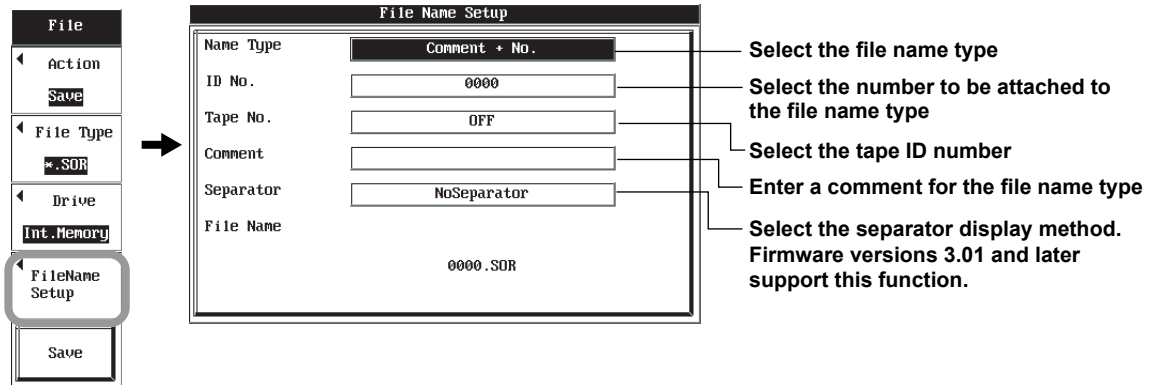 File
Action
Save
File Type
*.SOR
Drive
Int.Memory
FileName
Setup
Save
File Name Setup
Name Type
Comment + No.
ID No.
0000
Tape No.
OFF
Comment
Separator
NoSeparator
File Name
0000.SOR
Select the file name type
Select the number to be attached to
the file name type
Select the tape ID number
Enter a comment for the file name type
Select the separator display method.
Firmware versions 3.01 and later
support this function.